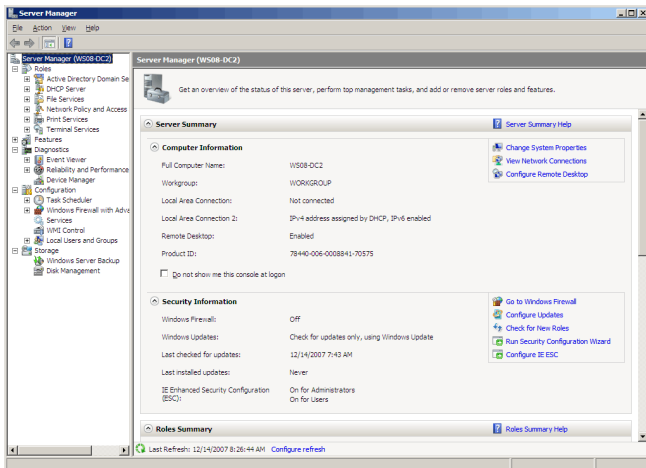 Server Manager
File Action View Help
Server Manager (WS08-DC2)
Roles
Active Directory Domain Se
DHCP Server
File Services
Network Policy and Access
Print Services
Terminal Services
Features
Diagnostics
Event Viewer
Reliability and Performance
Device Manager
Configuration
Task Scheduler
Windows Firewall with Adva
Services
WMI Control
Local Users and Groups
Storage
Windows Server Backup
Disk Management
Server Manager (WS08-DC2)
Get an overview of the status of this server, perform top management tasks, and add or remove server roles and features.
Server Summary
Server Summary Help
Computer Information
Full Computer Name: WS08-DC2
Workgroup: WORKGROUP
Local Area Connection: Not connected
Local Area Connection 2: IPv4 address assigned by DHCP, IPv6 enabled
Remote Desktop: Enabled
Product ID: 78440-006-0008841-70575
Do not show me this console at logon
Change System Properties
View Network Connections
Configure Remote Desktop
Security Information
Windows Firewall: Off
Windows Updates: Check for updates only, using Windows Update
Last checked for updates: 12/14/2007 7:43 AM
Last installed updates: Never
IE Enhanced Security Configuration On for Administrators
(ESC): On for Users
Go to Windows Firewall
Configure Updates
Check for New Roles
Run Security Configuration Wizard
Configure IE ESC
Roles Summary
Roles Summary Help
Last Refresh: 12/14/2007 8:26:44 AM Configure refresh